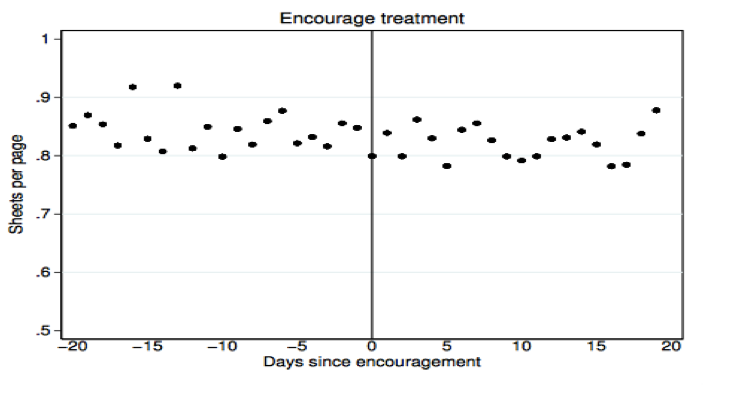 Encourage treatment
Sheets per page
1
.9
.8
.7
.6
.5
−20 −15 −10 −5 0 5 10 15 20
Days since encouragement